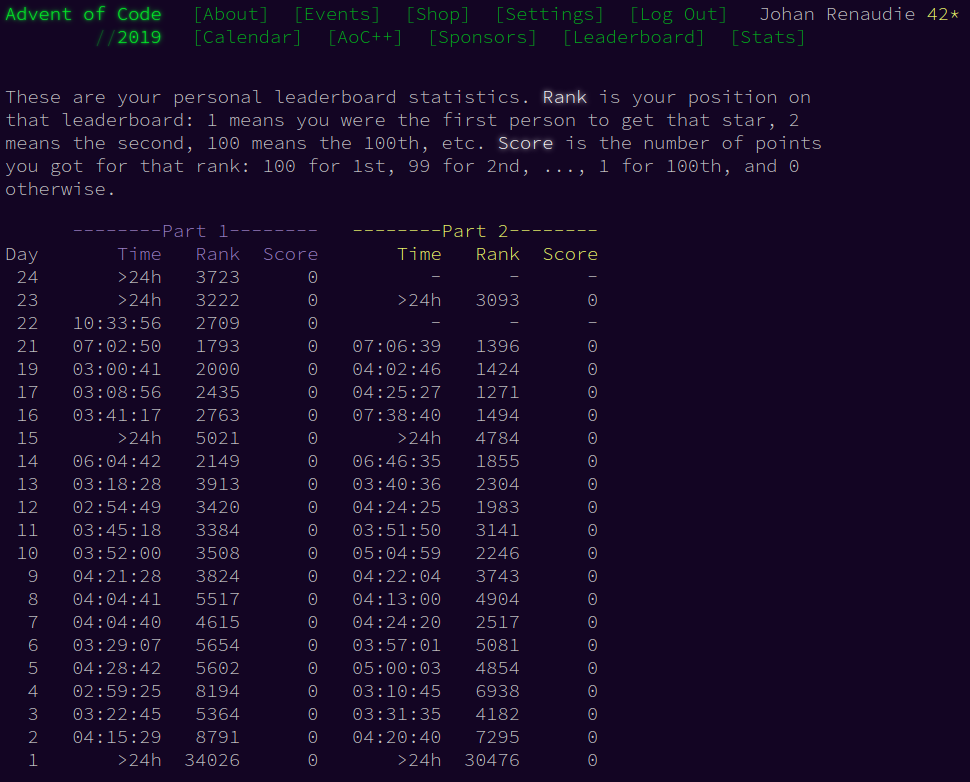 Advent of Code [About] [Events] [Shop] [Settings] [Log Out] Johan Renaudie 42*
//2019 [Calendar] [AoC++] [Sponsors] [Leaderboard] [Stats]
These are your personal leaderboard statistics. Rank is your position on
that leaderboard: 1 means you were the first person to get that star, 2
means the second, 100 means the 100th, etc. Score is the number of points
you got for that rank: 100 for 1st, 99 for 2nd, ..., 1 for 100th, and 0
otherwise.
--------Part 1-------- --------Part 2--------
Day Time Rank Score Time Rank Score
24 >24h 3723 0 - - -
23 >24h 3222 0 >24h 3093 0
22 10:33:56 2709 0 - - -
21 07:02:50 1793 0 07:06:39 1396 0
19 03:00:41 2000 0 04:02:46 1424 0
17 03:08:56 2435 0 04:25:27 1271 0
16 03:41:17 2763 0 07:38:40 1494 0
15 >24h 5021 0 >24h 4784 0
14 06:04:42 2149 0 06:46:35 1855 0
13 03:18:28 3913 0 03:40:36 2304 0
12 02:54:49 3420 0 04:24:25 1983 0
11 03:45:18 3384 0 03:51:50 3141 0
10 03:52:00 3508 0 05:04:59 2246 0
9 04:21:28 3824 0 04:22:04 3743 0
8 04:04:41 5517 0 04:13:00 4904 0
7 04:04:40 4615 0 04:24:20 2517 0
6 03:29:07 5654 0 03:57:01 5081 0
5 04:28:42 5602 0 05:00:03 4854 0
4 02:59:25 8194 0 03:10:45 6938 0
3 03:22:45 5364 0 03:31:35 4182 0
2 04:15:29 8791 0 04:20:40 7295 0
1 >24h 34026 0 >24h 30476 0